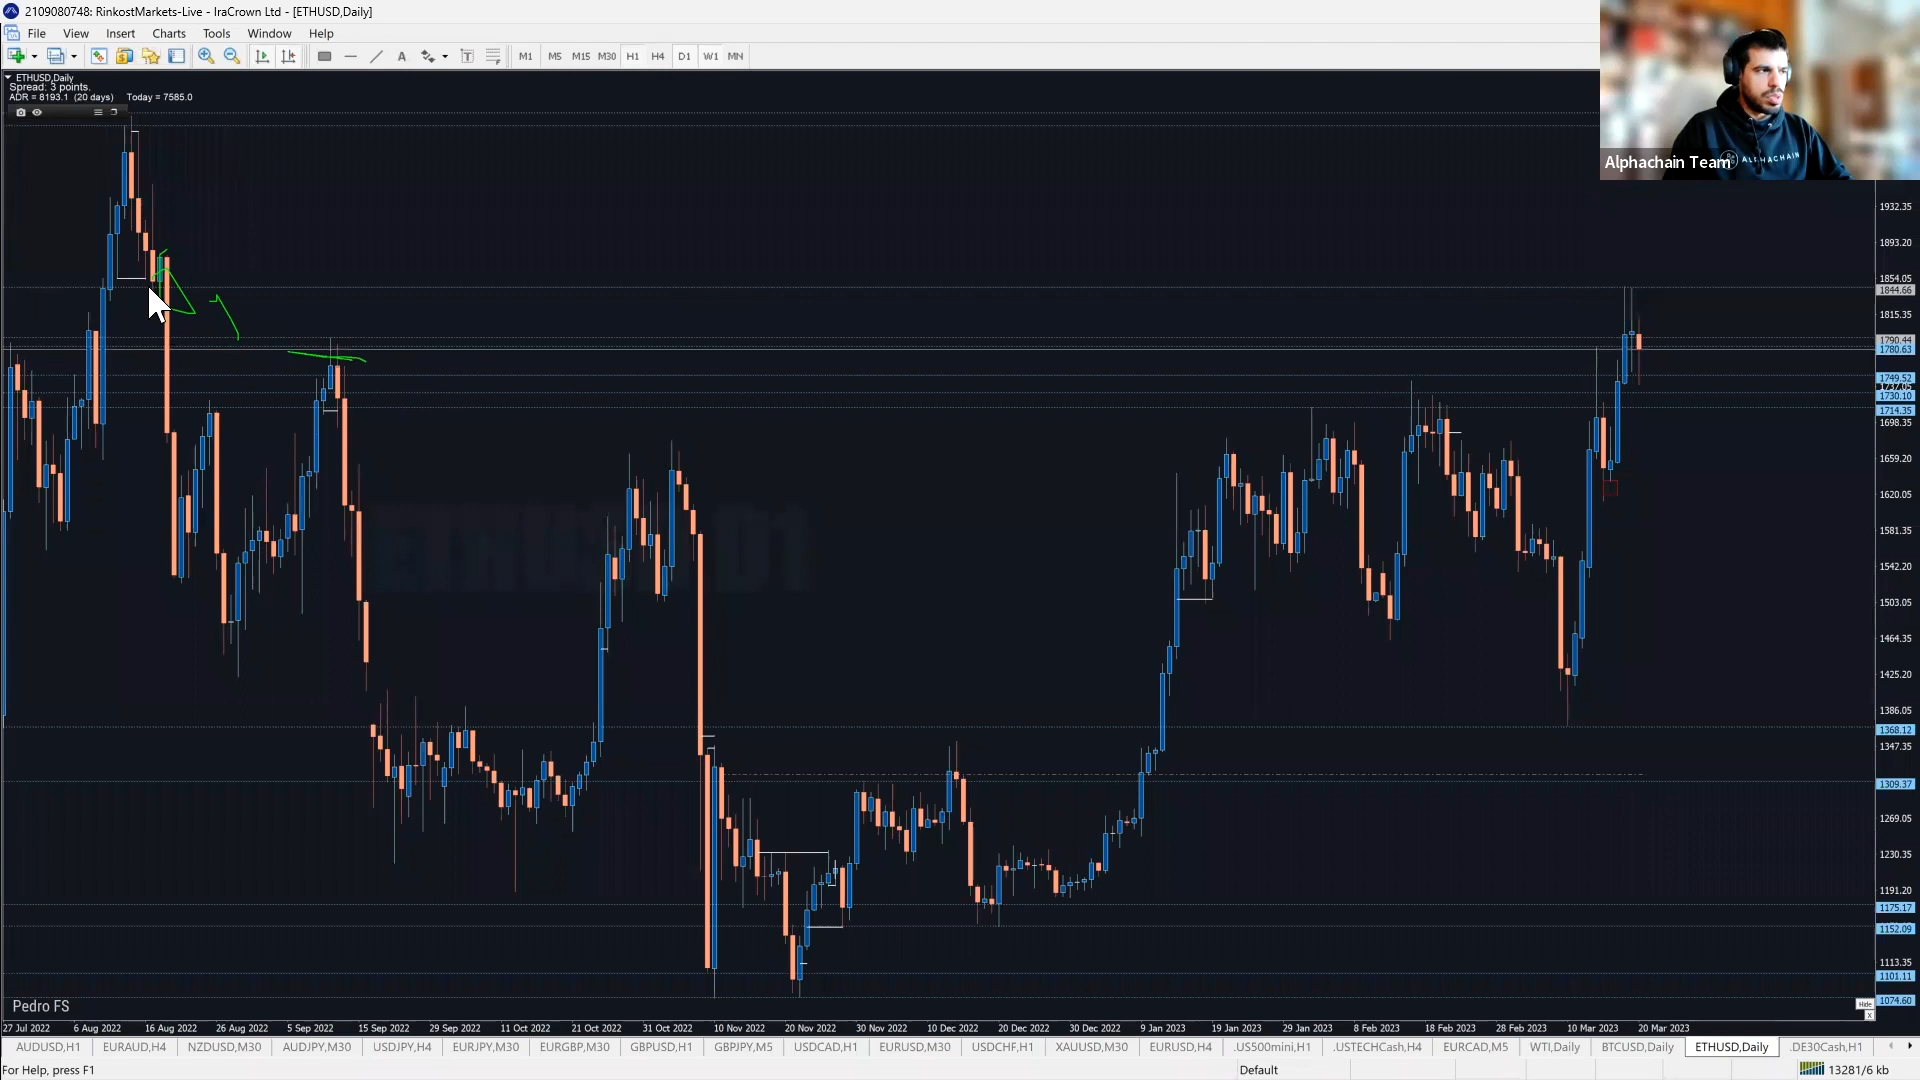 2109080748: RinkostMarkets-Live - IraCrown Ltd - [ETHUSD,Daily]
File View Insert Charts Tools Window Help
M1 M5 M15 M30 H1 H4 D1 W1 MN
ETHUSD,Daily
Spread: 3 points.
ADR = 8193.1 (20 days) Today = 7585.0
ALPHACHAIN
Alphachain Team
1932.35
1893.20
1854.05
1844.66
1815.35
1790.44
1780.63
1749.52
1737.05
1730.10
1714.35
1698.35
1659.20
1620.05
1581.35
1542.20
1503.05
1464.35
1425.20
1386.05
1368.12
1347.35
1309.37
1269.05
1230.35
1191.20
1175.17
1152.09
1113.35
1101.11
1074.60
Hide
X
Pedro FS
27 Jul 2022 6 Aug 2022 16 Aug 2022 26 Aug 2022 5 Sep 2022 15 Sep 2022 29 Sep 2022 11 Oct 2022 21 Oct 2022 31 Oct 2022 10 Nov 2022 20 Nov 2022 30 Nov 2022 10 Dec 2022 20 Dec 2022 30 Dec 2022 9 Jan 2023 19 Jan 2023 29 Jan 2023 8 Feb 2023 18 Feb 2023 28 Feb 2023 10 Mar 2023 20 Mar 2023
AUDUSD,H1 EURAUD,H4 NZDUSD,M30 AUDJPY,M30 USDJPY,H4 EURJPY,M30 EURGBP,M30 GBPUSD,H1 GBPJPY,M5 USDCAD,H1 EURUSD,M30 USDCHF,H1 XAUUSD,M30 EURUSD,H4 .US500mini,H1 .USTECHCash,H4 EURCAD,M5 WTI,Daily BTCUSD,Daily ETHUSD,Daily .DE30Cash,H1
For Help, press F1 Default 13281/6 kb